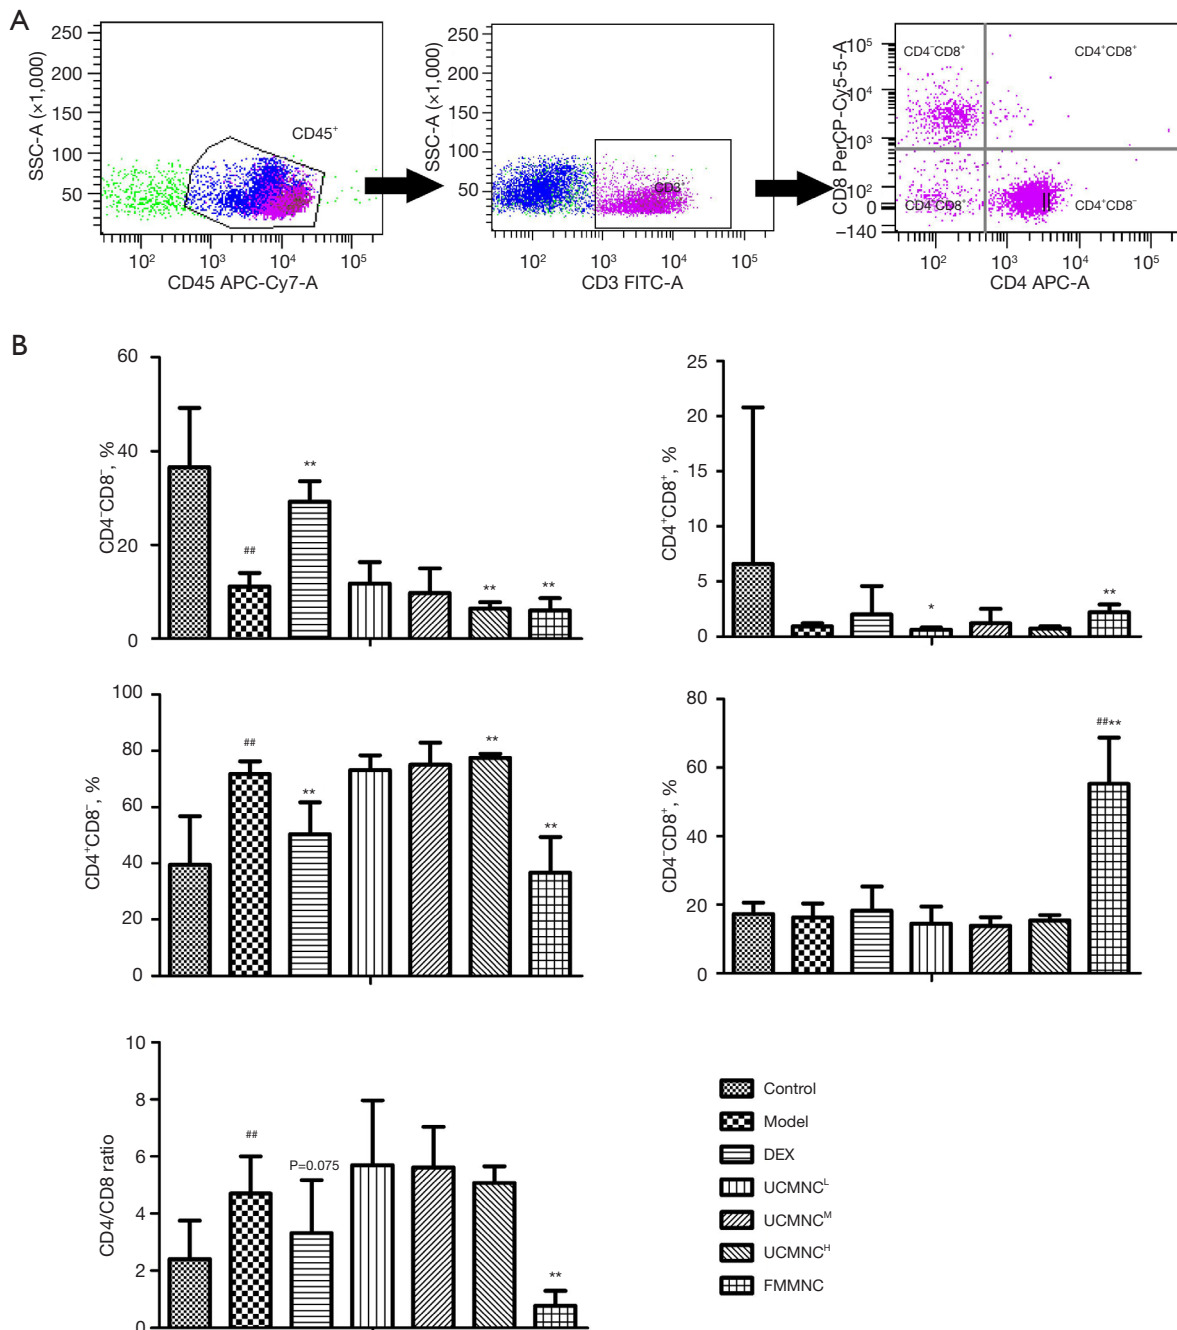 A
250
200
150
100
50
SSC-A (×1,000)
CD45⁺
10² 10³ 10⁴ 10⁵
CD45 APC-Cy7-A
250
200
150
100
50
SSC-A (×1,000)
CD3
10² 10³ 10⁴ 10⁵
CD3 FITC-A
CD8 PerCP-Cy5-5-A
10⁵
10⁴
10³
10²
0
−140
CD4⁻CD8⁺ CD4⁺CD8⁺
CD4⁻CD8 CD4⁺CD8⁻
10² 10³ 10⁴ 10⁵
CD4 APC-A
B
CD4⁻CD8⁻, %
60
40
20
0
##
**
**
**
CD4⁺CD8⁺, %
25
20
15
10
5
0
*
**
CD4⁺CD8⁻, %
100
80
60
40
20
0
##
**
**
**
CD4⁻CD8⁺, %
80
60
40
20
0
##**
CD4/CD8 ratio
10
8
6
4
2
0
##
P=0.075
**
Control
Model
DEX
UCMNCᴸ
UCMNCᴹ
UCMNCᴴ
FMMNC